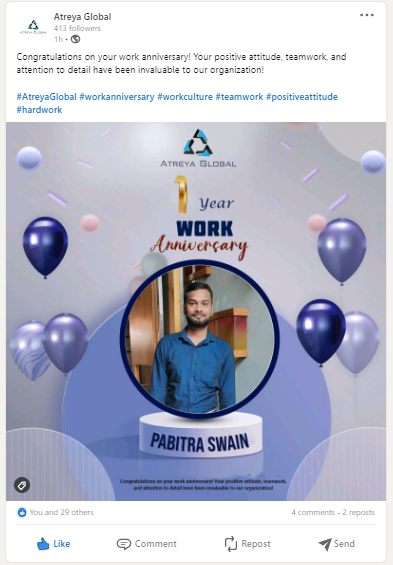 Atreya Global
413 followers
1h •
Congratulations on your work anniversary! Your positive attitude, teamwork, and
attention to detail have been invaluable to our organization!
#AtreyaGlobal #workanniversary #workculture #teamwork #positiveattitude
#hardwork
ATREYA GLOBAL
1 Year
WORK
Anniversary
PABITRA SWAIN
Congratulations on your work anniversary! Your positive attitude, teamwork,
and attention to detail have been invaluable to our organization!
You and 29 others
4 comments • 2 reposts
Like
Comment
Repost
Send